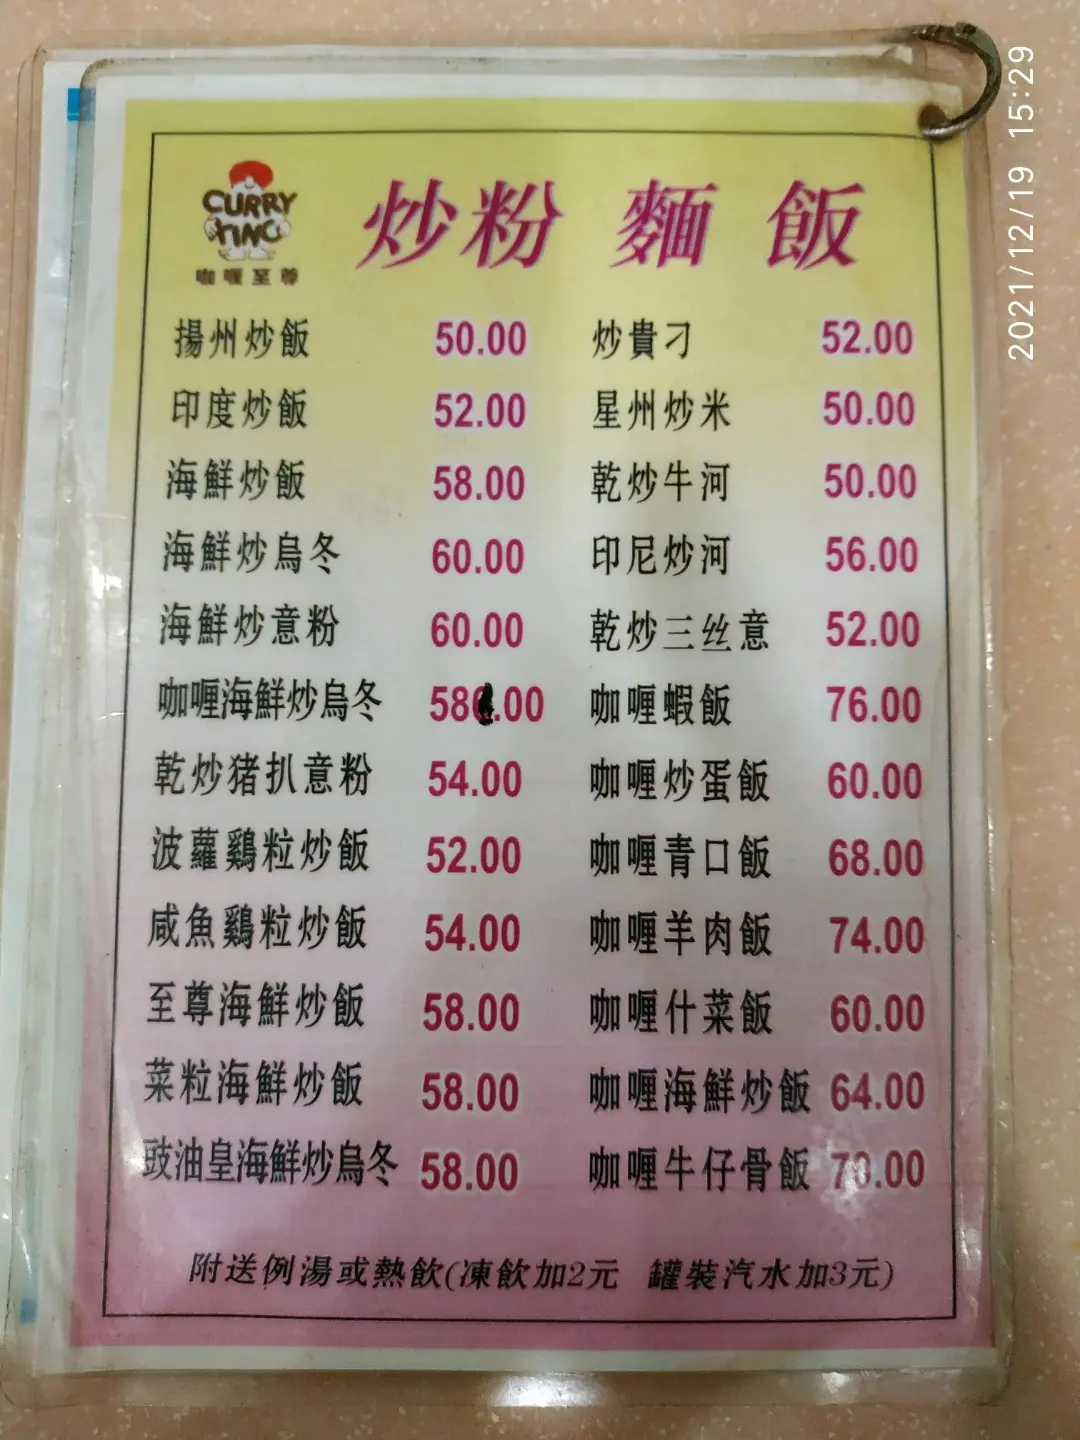 CURRY
KING
咖喱至尊
炒粉 麵 飯
揚州炒飯 50.00
印度炒飯 52.00
海鮮炒飯 58.00
海鮮炒烏冬 60.00
海鮮炒意粉 60.00
咖喱海鮮炒烏冬 58.00
乾炒猪扒意粉 54.00
波蘿鷄粒炒飯 52.00
咸魚鷄粒炒飯 54.00
至尊海鮮炒飯 58.00
菜粒海鮮炒飯 58.00
豉油皇海鮮炒烏冬 58.00
炒貴刁 52.00
星州炒米 50.00
乾炒牛河 50.00
印尼炒河 56.00
乾炒三丝意 52.00
咖喱蝦飯 76.00
咖喱炒蛋飯 60.00
咖喱青口飯 68.00
咖喱羊肉飯 74.00
咖喱什菜飯 60.00
咖喱海鮮炒飯 64.00
咖喱牛仔骨飯 70.00
附送例湯或熱飲(凍飲加2元 罐裝汽水加3元)
2021/12/19 15:29